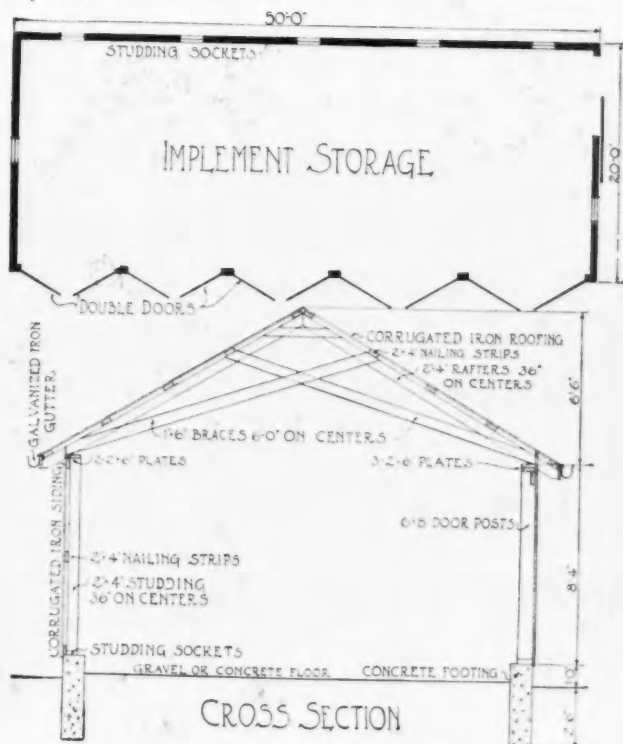 50'-0"
STUDDING SOCKETS
IMPLEMENT STORAGE
20'-0"
DOUBLE DOORS
GALVANIZED IRON
GUTTER.
CORRUGATED IRON ROOFING
2×4" NAILING STRIPS
2×4" RAFTERS 36"
ON CENTERS
6'6"
1×6" BRACES 6'-0" ON CENTERS
2-2×6" PLATES
3-2×6" PLATES
CORRUGATED IRON SIDING
6×8 DOOR POSTS
2×4" NAILING STRIPS
2×4" STUDDING
36" ON CENTERS
8'4"
STUDDING SOCKETS
GRAVEL OR CONCRETE FLOOR
CONCRETE FOOTING
CROSS SECTION